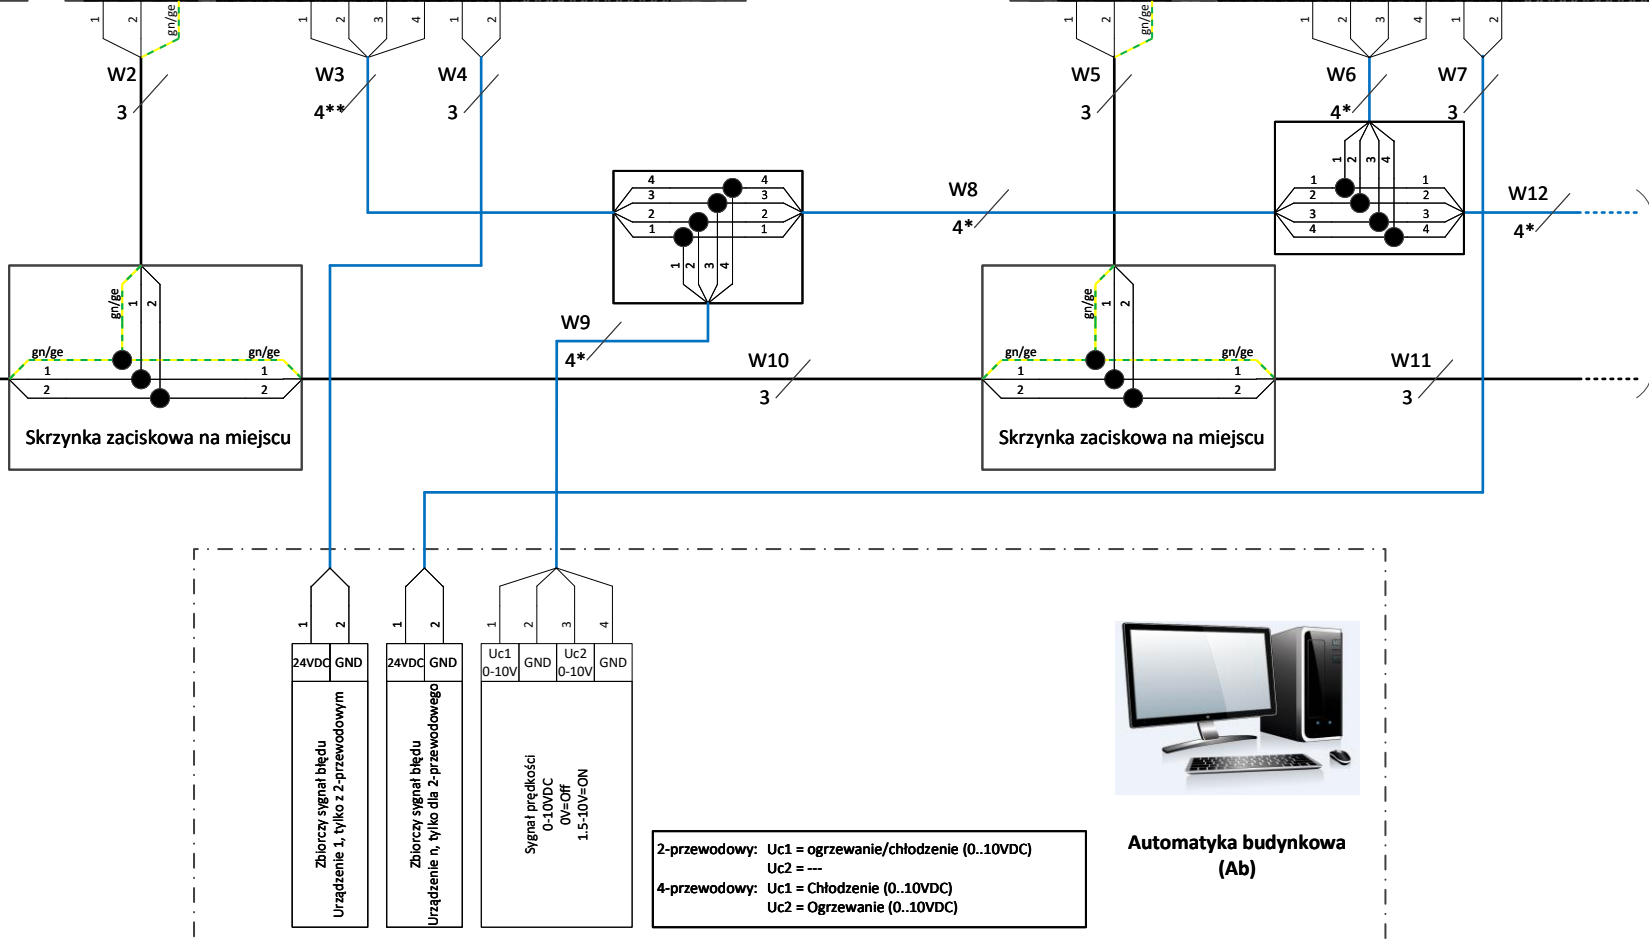 1 2 gn/ge 1 2 3 4 1 2 1 2 gn/ge 1 2 3 4 1 2
W2 W3 W4 W5 W6 W7
3 4** 3 3 4* 3
1 2 3 4
4 4 1 1
3 3 2 2
2 2 3 3
1 1 4 4
W8 W12
4* 4*
1 2 3 4
gn/ge 1 2 gn/ge 1 2
W9
4*
gn/ge gn/ge W10 gn/ge gn/ge W11
1 1 1 1
2 2 3 2 2 3
Skrzynka zaciskowa na miejscu Skrzynka zaciskowa na miejscu
1 2 1 2 1 2 3 4
24VDC GND 24VDC GND Uc1 0-10V GND Uc2 0-10V GND
Zbiorczy sygnał błędu
Urządzenie 1, tylko z 2-przewodowym
Zbiorczy sygnał błędu
Urządzenie n, tylko dla 2-przewodowego
Sygnał prędkości
0-10VDC
0V=Off
1.5-10V=ON
2-przewodowy: Uc1 = ogrzewanie/chłodzenie (0..10VDC)
Uc2 = ---
4-przewodowy: Uc1 = Chłodzenie (0..10VDC)
Uc2 = Ogrzewanie (0..10VDC)
Automatyka budynkowa
(Ab)